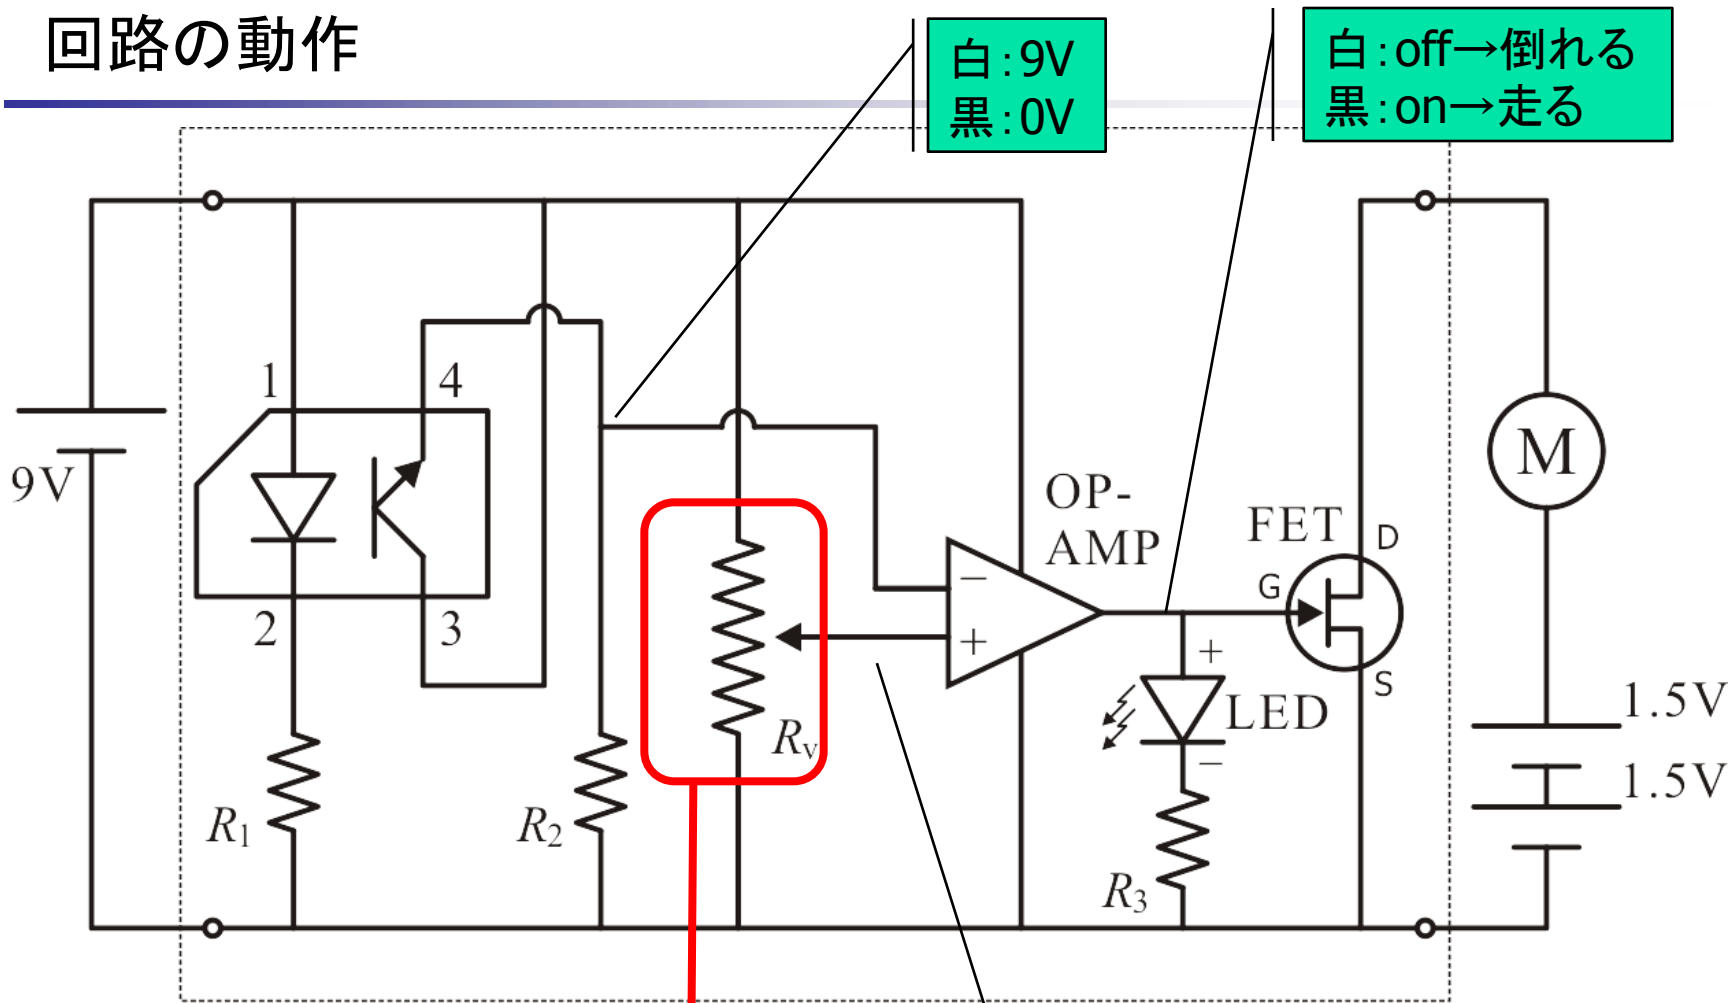 回路の動作
白:9V
黒:0V
白:off→倒れる
黒:on→走る
1
4
9V
2
3
R1
R2
Rv
OP-
AMP
−
+
FET
D
G
S
+
LED
−
R3
M
1.5V
1.5V